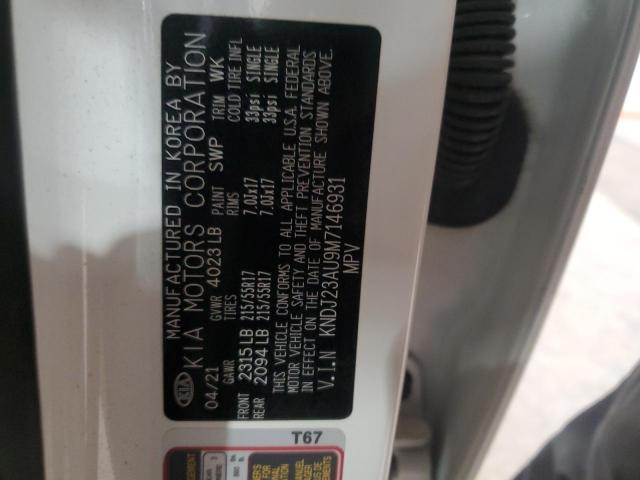 MANUFACTURED IN KOREA BY
KIA KIA MOTORS CORPORATION
04/21 GVWR 4023 LB PAINT SWP TRIM WK
GAWR TIRES RIMS COLD TIRE INFL
FRONT 2315 LB 215/55R17 7.0Jx17 33psi SINGLE
REAR 2094 LB 215/55R17 7.0Jx17 33psi SINGLE
THIS VEHICLE CONFORMS TO ALL APPLICABLE U.S.A. FEDERAL
MOTOR VEHICLE SAFETY AND THEFT PREVENTION STANDARDS
IN EFFECT ON THE DATE OF MANUFACTURE SHOWN ABOVE.
V.I.N KNDJ23AU9M7146931
MPV
T67